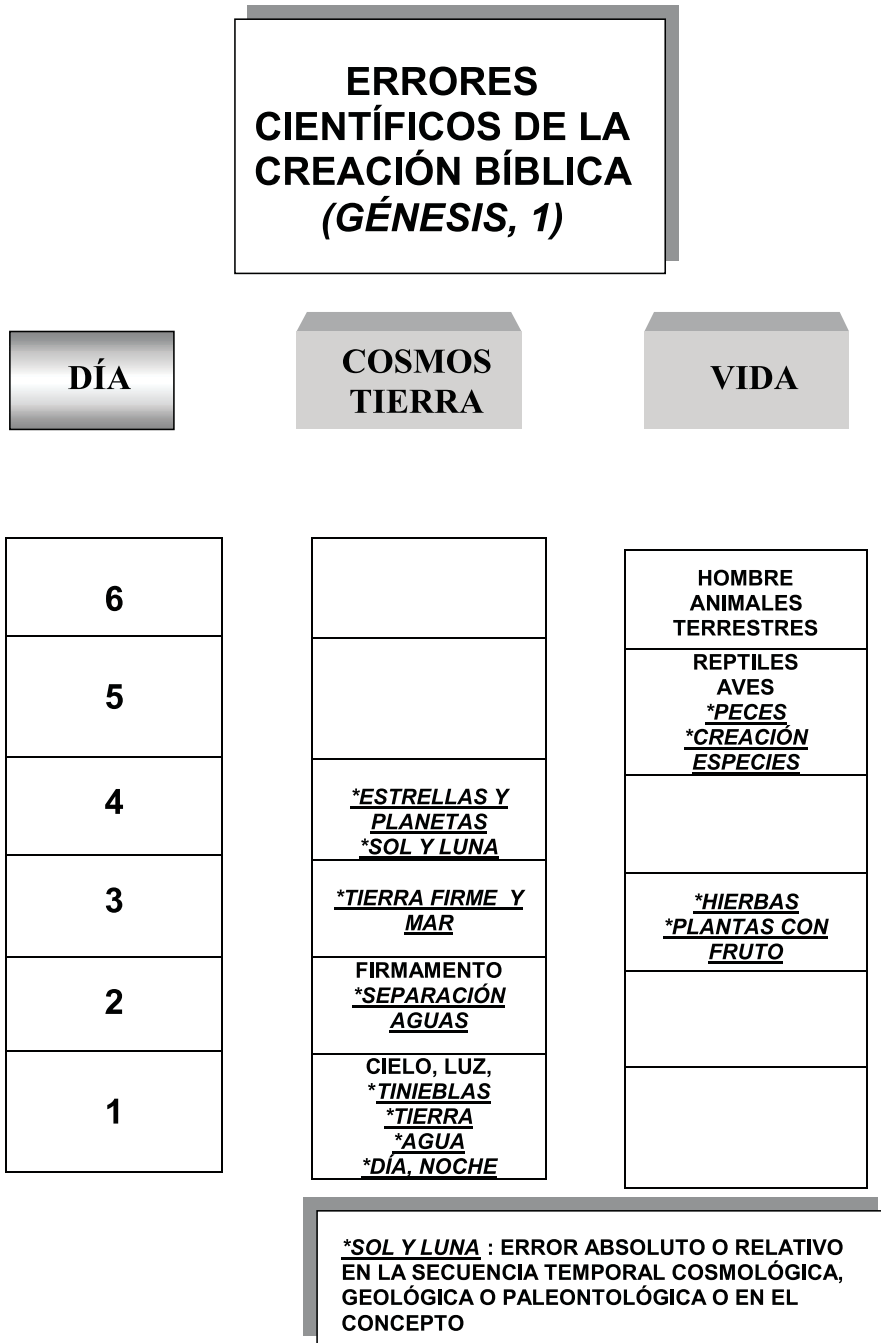 ERRORES
CIENTÍFICOS DE LA
CREACIÓN BÍBLICA
(GÉNESIS, 1)
DÍA
COSMOS
TIERRA
VIDA
6
HOMBRE
ANIMALES
TERRESTRES
5
REPTILES
AVES
*PECES
*CREACIÓN
ESPECIES
4
*ESTRELLAS Y
PLANETAS
*SOL Y LUNA
3
*TIERRA FIRME Y
MAR
*HIERBAS
*PLANTAS CON
FRUTO
2
FIRMAMENTO
*SEPARACIÓN
AGUAS
1
CIELO, LUZ,
*TINIEBLAS
*TIERRA
*AGUA
*DÍA, NOCHE
*SOL Y LUNA : ERROR ABSOLUTO O RELATIVO
EN LA SECUENCIA TEMPORAL COSMOLÓGICA,
GEOLÓGICA O PALEONTOLÓGICA O EN EL
CONCEPTO